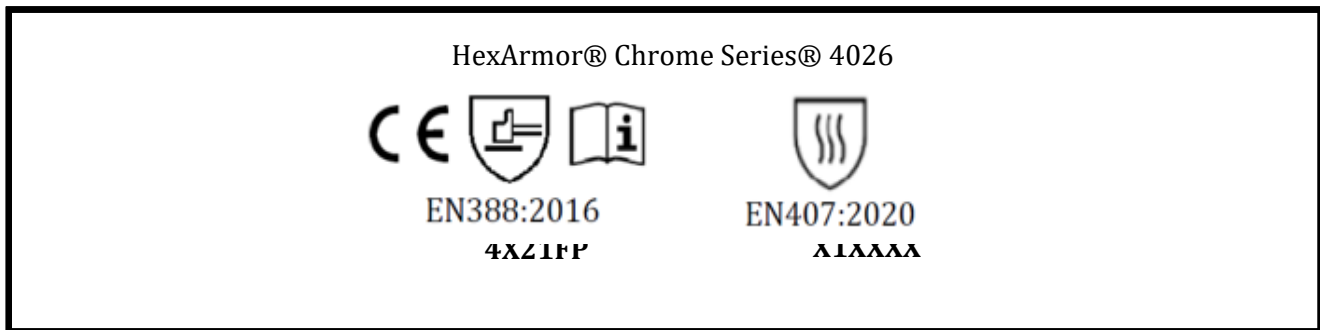 HexArmor® Chrome Series® 4026
CE i
EN388:2016 EN407:2020
4X21FP X1XXXX